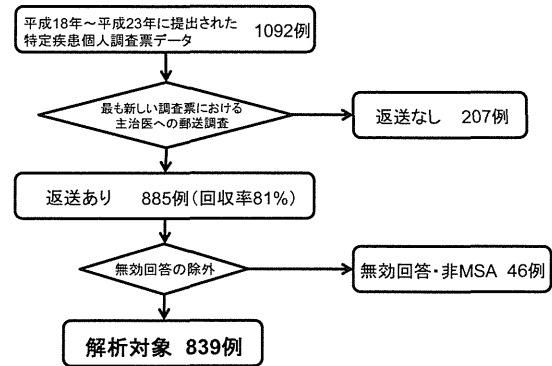 平成18年～平成23年に提出された
特定疾患個人調査票データ 1092例
最も新しい調査票における
主治医への郵送調査
返送なし 207例
返送あり 885例(回収率81%)
無効回答の除外
無効回答・非MSA 46例
解析対象 839例